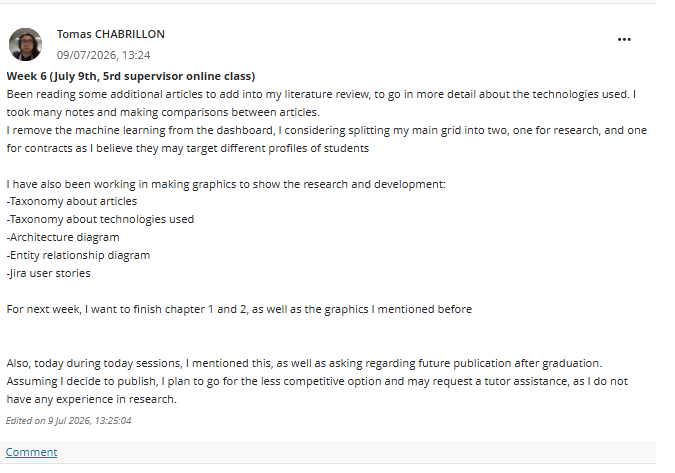 Tomas CHABRILLON
...
09/07/2026, 13:24
Week 6 (July 9th, 5rd supervisor online class)
Been reading some additional articles to add into my literature review, to go in more detail about the technologies used. I
took many notes and making comparisons between articles.
I remove the machine learning from the dashboard, I considering splitting my main grid into two, one for research, and one
for contracts as I believe they may target different profiles of students
I have also been working in making graphics to show the research and development:
-Taxonomy about articles
-Taxonomy about technologies used
-Architecture diagram
-Entity relationship diagram
-Jira user stories
For next week, I want to finish chapter 1 and 2, as well as the graphics I mentioned before
Also, today during today sessions, I mentioned this, as well as asking regarding future publication after graduation.
Assuming I decide to publish, I plan to go for the less competitive option and may request a tutor assistance, as I do not
have any experience in research.
Edited on 9 Jul 2026, 13:25:04
Comment